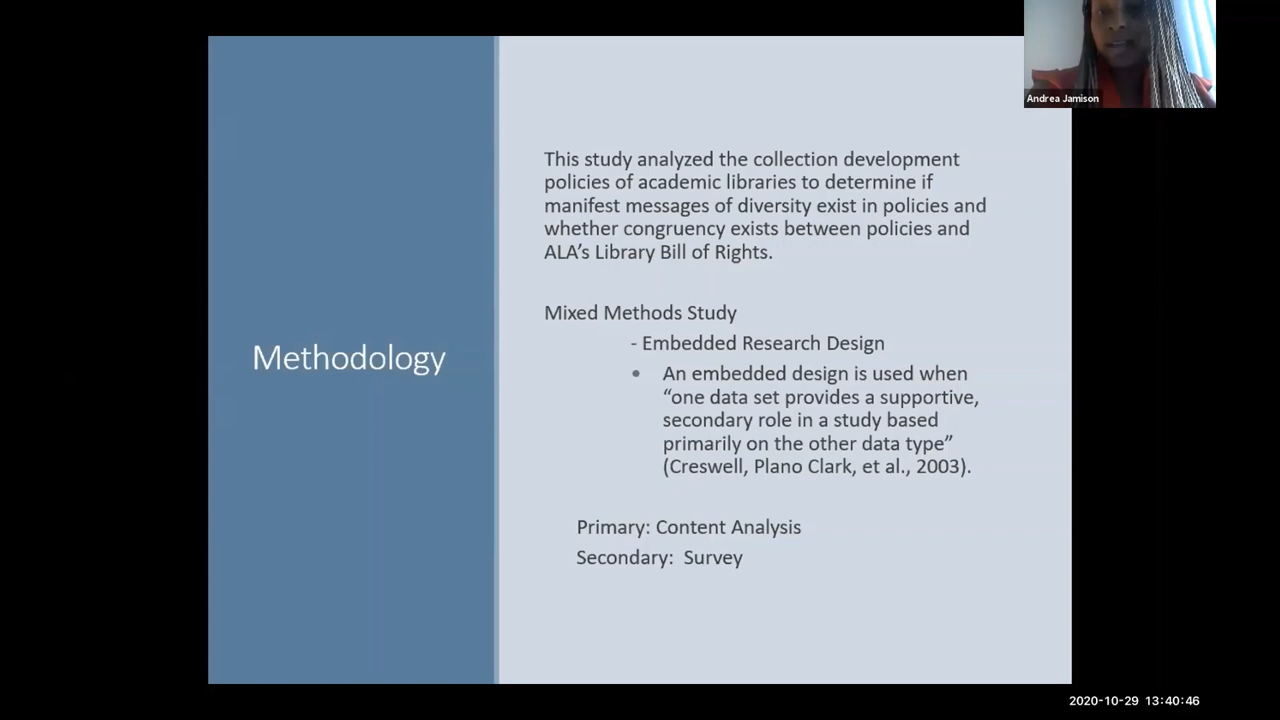 Andrea Jamison
This study analyzed the collection development
policies of academic libraries to determine if
manifest messages of diversity exist in policies and
whether congruency exists between policies and
ALA’s Library Bill of Rights.
Mixed Methods Study
- Embedded Research Design
• An embedded design is used when
“one data set provides a supportive,
secondary role in a study based
primarily on the other data type”
(Creswell, Plano Clark, et al., 2003).
Methodology
Primary: Content Analysis
Secondary: Survey
2020-10-29 13:40:46